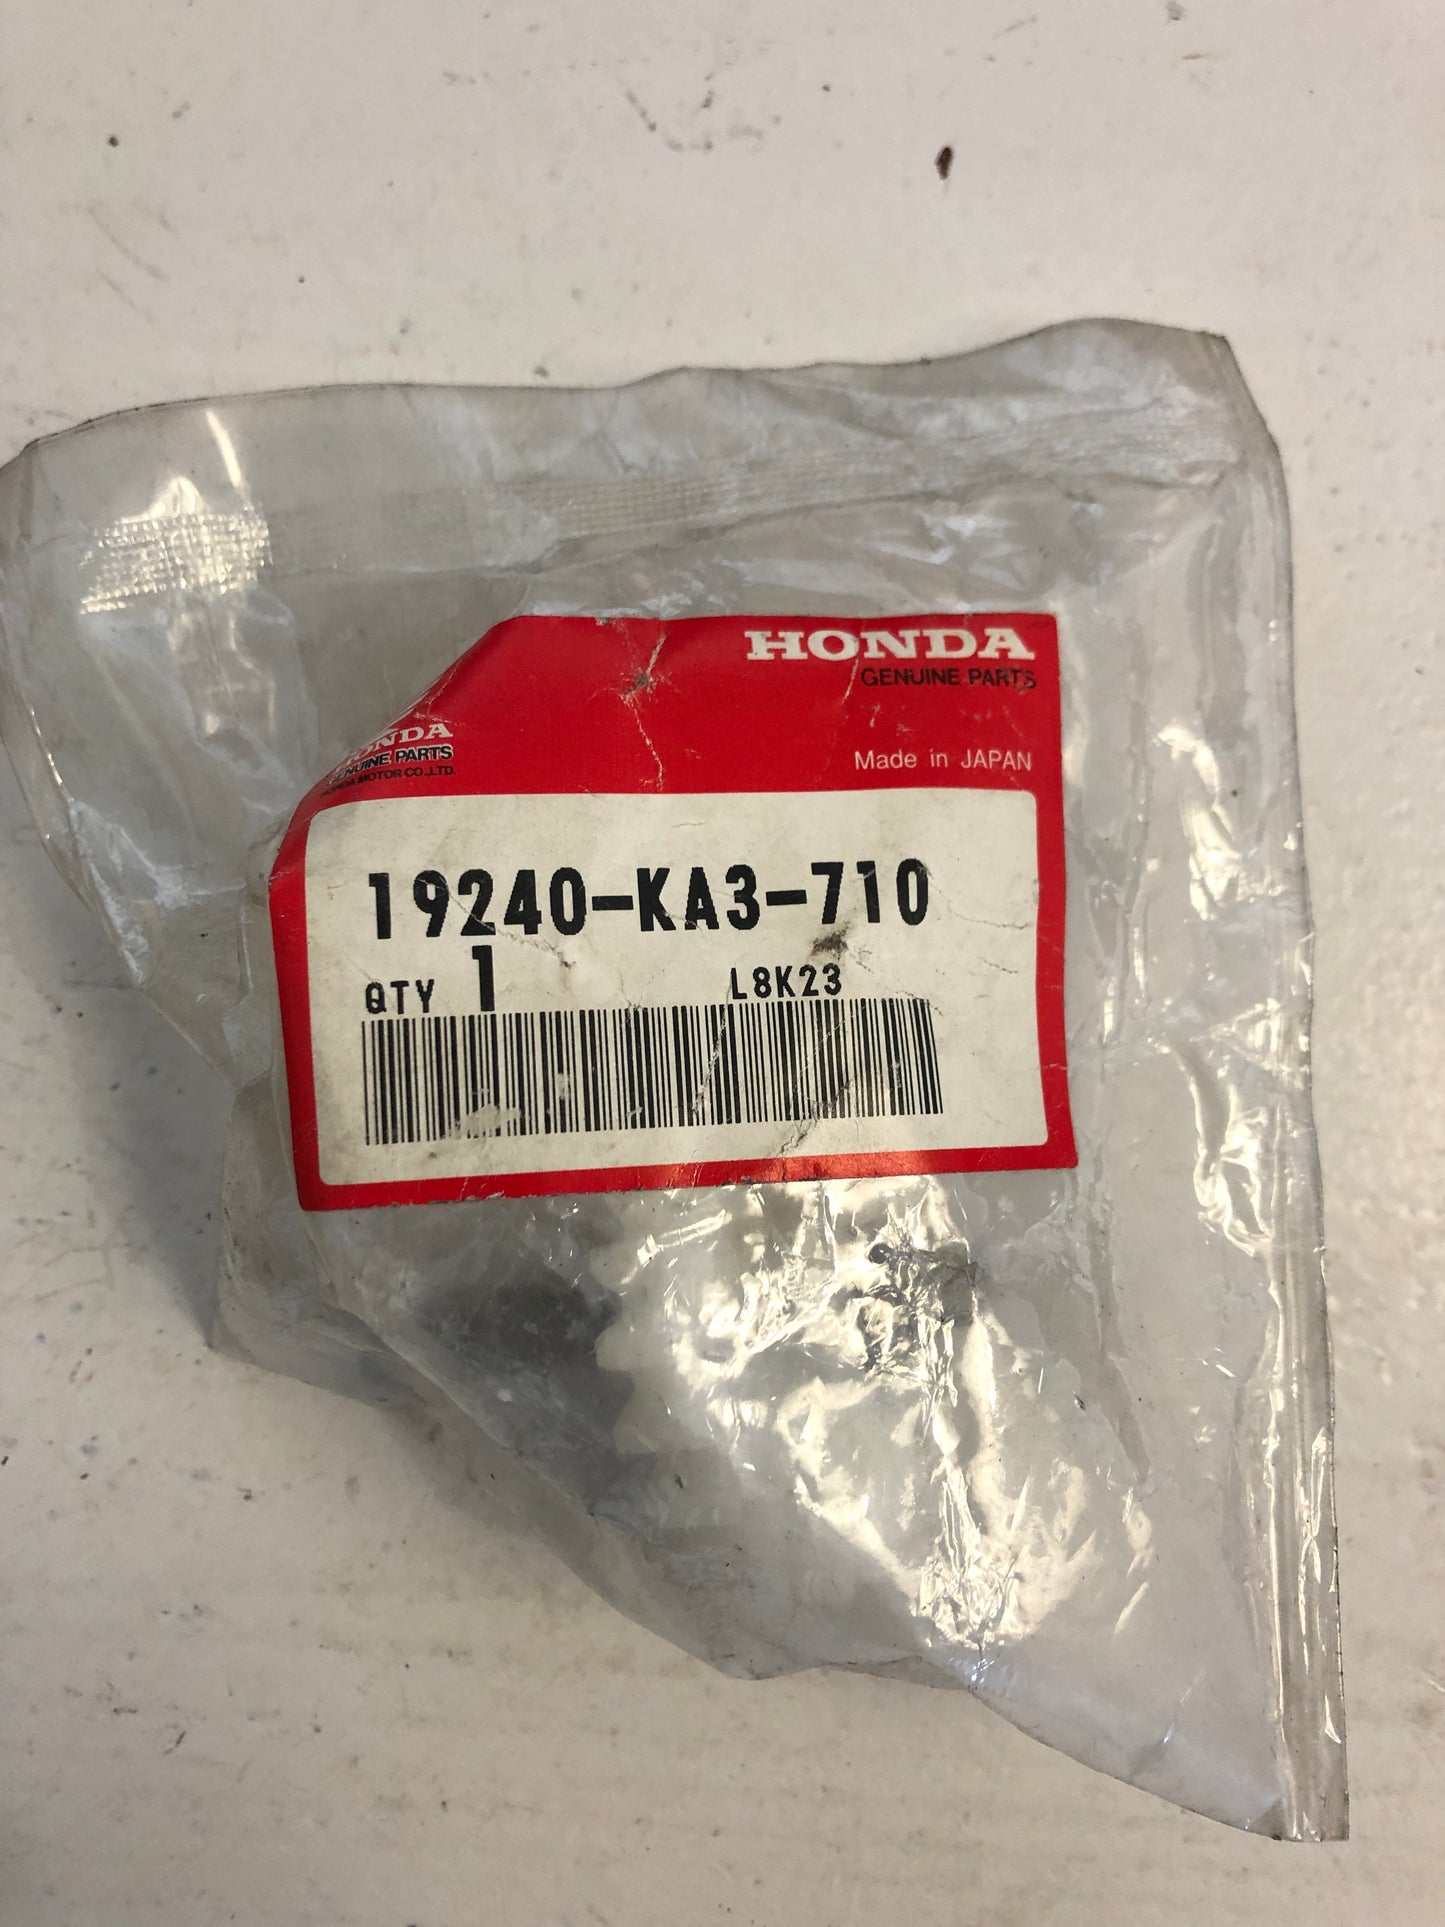 HONDA
GENUINE PARTS
HONDA
GENUINE PARTS
HONDA MOTOR CO.,LTD.
Made in JAPAN
19240-KA3-710
QTY 1 L8K23